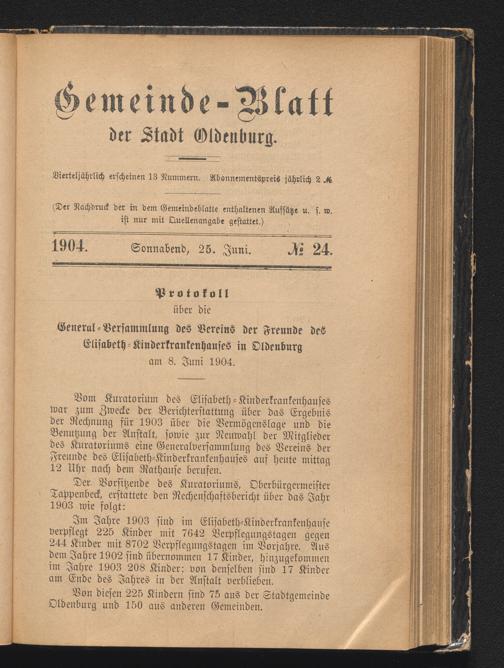 Gemeinde-Blatt
der Stadt Oldenburg.
Vierteljährlich erscheinen 13 Nummern. Abonnementspreis jährlich 2 ℳ
(Der Nachdruck der in dem Gemeindeblatte enthaltenen Aufsätze u. s. w.
ist nur mit Quellenangabe gestattet.)
1904. Sonnabend, 25. Juni. № 24.
Protokoll
über die
General-Versammlung des Vereins der Freunde des
Elisabeth-Kinderkrankenhauses in Oldenburg
am 8. Juni 1904.
Vom Kuratorium des Elisabeth-Kinderkrankenhauses
war zum Zwecke der Berichterstattung über das Ergebnis
der Rechnung für 1903 über die Vermögenslage und die
Benutzung der Anstalt, sowie zur Neuwahl der Mitglieder
des Kuratoriums eine Generalversammlung des Vereins der
Freunde des Elisabeth-Kinderkrankenhauses auf heute mittag
12 Uhr nach dem Rathause berufen.
Der Vorsitzende des Kuratoriums, Oberbürgermeister
Tappenbeck, erstattete den Rechenschaftsbericht über das Jahr
1903 wie folgt:
Im Jahre 1903 sind im Elisabeth-Kinderkrankenhause
verpflegt 225 Kinder mit 7642 Verpflegungstagen gegen
244 Kinder mit 8702 Verpflegungstagen im Vorjahre. Aus
dem Jahre 1902 sind übernommen 17 Kinder, hinzugekommen
im Jahre 1903 208 Kinder; von denselben sind 17 Kinder
am Ende des Jahres in der Anstalt verblieben.
Von diesen 225 Kindern sind 75 aus der Stadtgemeinde
Oldenburg und 150 aus anderen Gemeinden.